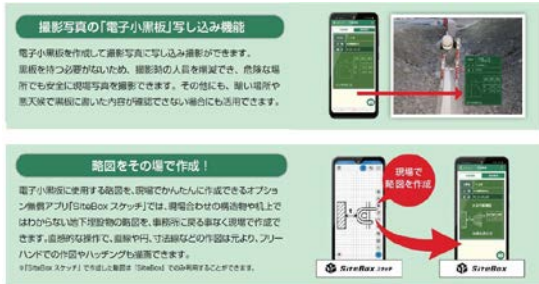 撮影写真の「電子小黒板」写し込み機能
電子小黒板を作成して撮影写真に写し込み撮影ができます。
黒板を持つ必要がないため、撮影時の人員を削減でき、危険な場
所でも安全に現場写真を撮影できます。その他にも、暗い場所や
悪天候で黒板に書いた内容が確認できない場合にも活用できます。
略図をその場で作成！
電子小黒板に使用する略図を、現場でかんたんに作成できるオプショ
ン無償アプリ「SiteBox スケッチ」では、現場合わせの構造物や机上で
はわからない地下埋設物の略図を、事務所に戻る事なく現場で作成で
きます。直感的な操作で、直線や円、寸法線などの作図は元より、フリー
ハンドでの作図やハッチングも描画できます。
※「SiteBox スケッチ」で作成した略図は「SiteBox」でのみ利用することができます。
現場で
略図を作成
SiteBox スケッチ
SiteBox